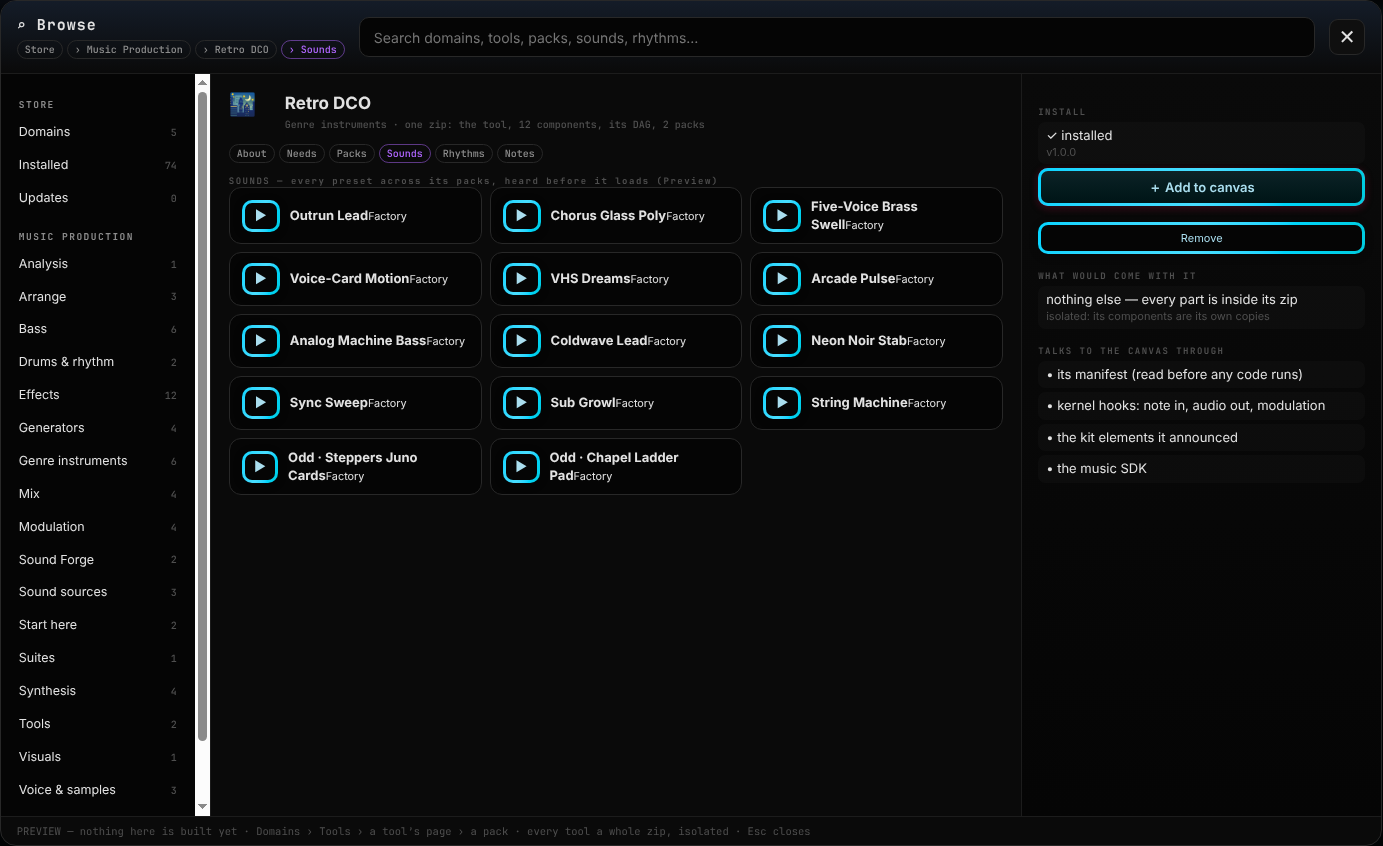 ⌕ Browse
Store › Music Production › Retro DCO › Sounds
Search domains, tools, packs, sounds, rhythms...
✕
STORE
Domains 5
Installed 74
Updates 0
MUSIC PRODUCTION
Analysis 1
Arrange 3
Bass 6
Drums & rhythm 2
Effects 12
Generators 4
Genre instruments 6
Mix 4
Modulation 4
Sound Forge 2
Sound sources 3
Start here 2
Suites 1
Synthesis 4
Tools 2
Visuals 1
Voice & samples 3
Retro DCO
Genre instruments · one zip: the tool, 12 components, its DAG, 2 packs
About Needs Packs Sounds Rhythms Notes
SOUNDS — every preset across its packs, heard before it loads (Preview)
Outrun LeadFactory
Chorus Glass PolyFactory
Five-Voice Brass
SwellFactory
Voice-Card MotionFactory
VHS DreamsFactory
Arcade PulseFactory
Analog Machine BassFactory
Coldwave LeadFactory
Neon Noir StabFactory
Sync SweepFactory
Sub GrowlFactory
String MachineFactory
Odd · Steppers Juno
CardsFactory
Odd · Chapel Ladder
PadFactory
INSTALL
✓ installed
v1.0.0
+ Add to canvas
Remove
WHAT WOULD COME WITH IT
nothing else — every part is inside its zip
isolated: its components are its own copies
TALKS TO THE CANVAS THROUGH
• its manifest (read before any code runs)
• kernel hooks: note in, audio out, modulation
• the kit elements it announced
• the music SDK
PREVIEW — nothing here is built yet · Domains › Tools › a tool's page › a pack · every tool a whole zip, isolated · Esc closes